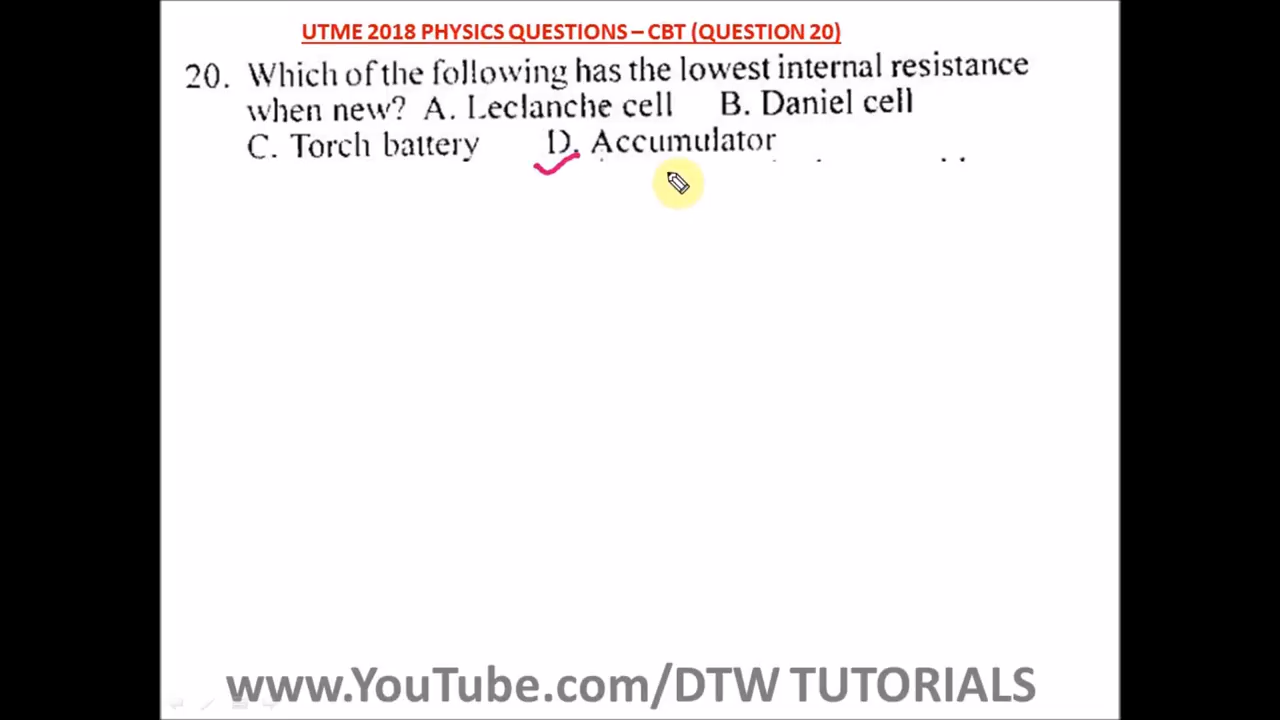 UTME 2018 PHYSICS QUESTIONS – CBT (QUESTION 20)
20. Which of the following has the lowest internal resistance
when new? A. Leclanche cell B. Daniel cell
C. Torch battery D. Accumulator
www.YouTube.com/DTW TUTORIALS